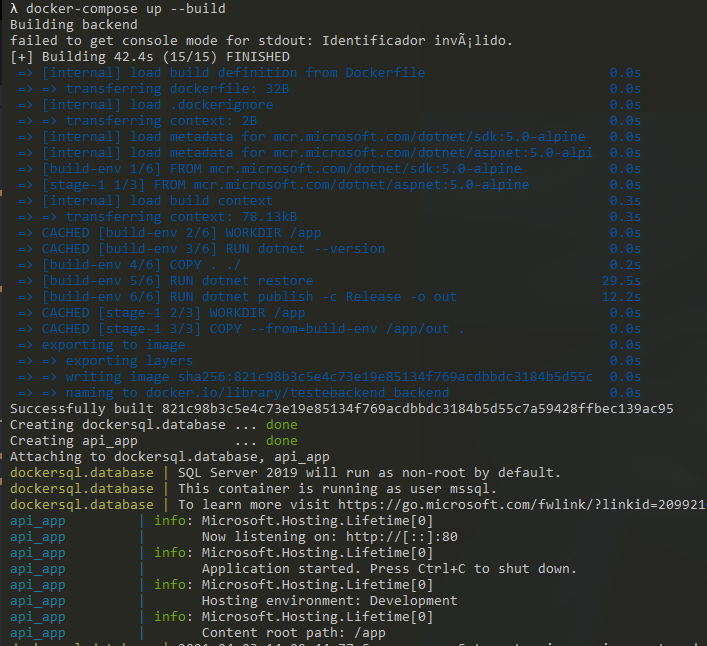 λ docker-compose up --build
Building backend
failed to get console mode for stdout: Identificador invÃ¡lido.
[+] Building 42.4s (15/15) FINISHED
=> [internal] load build definition from Dockerfile 0.0s
=> => transferring dockerfile: 32B 0.0s
=> [internal] load .dockerignore 0.0s
=> => transferring context: 2B 0.0s
=> [internal] load metadata for mcr.microsoft.com/dotnet/sdk:5.0-alpine 0.0s
=> [internal] load metadata for mcr.microsoft.com/dotnet/aspnet:5.0-alpi 0.0s
=> [build-env 1/6] FROM mcr.microsoft.com/dotnet/sdk:5.0-alpine 0.0s
=> [stage-1 1/3] FROM mcr.microsoft.com/dotnet/aspnet:5.0-alpine 0.0s
=> [internal] load build context 0.3s
=> => transferring context: 78.13kB 0.3s
=> CACHED [build-env 2/6] WORKDIR /app 0.0s
=> CACHED [build-env 3/6] RUN dotnet --version 0.0s
=> [build-env 4/6] COPY . ./ 0.2s
=> [build-env 5/6] RUN dotnet restore 29.5s
=> [build-env 6/6] RUN dotnet publish -c Release -o out 12.2s
=> CACHED [stage-1 2/3] WORKDIR /app 0.0s
=> CACHED [stage-1 3/3] COPY --from=build-env /app/out . 0.0s
=> exporting to image 0.0s
=> => exporting layers 0.0s
=> => writing image sha256:821c98b3c5e4c73e19e85134f769acdbbdc3184b5d55c 0.0s
=> => naming to docker.io/library/testebackend_backend 0.0s
Successfully built 821c98b3c5e4c73e19e85134f769acdbbdc3184b5d55c7a59428ffbec139ac95
Creating dockersql.database ... done
Creating api_app ... done
Attaching to dockersql.database, api_app
dockersql.database | SQL Server 2019 will run as non-root by default.
dockersql.database | This container is running as user mssql.
dockersql.database | To learn more visit https://go.microsoft.com/fwlink/?linkid=209921
api_app | info: Microsoft.Hosting.Lifetime[0]
api_app | Now listening on: http://[::]:80
api_app | info: Microsoft.Hosting.Lifetime[0]
api_app | Application started. Press Ctrl+C to shut down.
api_app | info: Microsoft.Hosting.Lifetime[0]
api_app | Hosting environment: Development
api_app | info: Microsoft.Hosting.Lifetime[0]
api_app | Content root path: /app